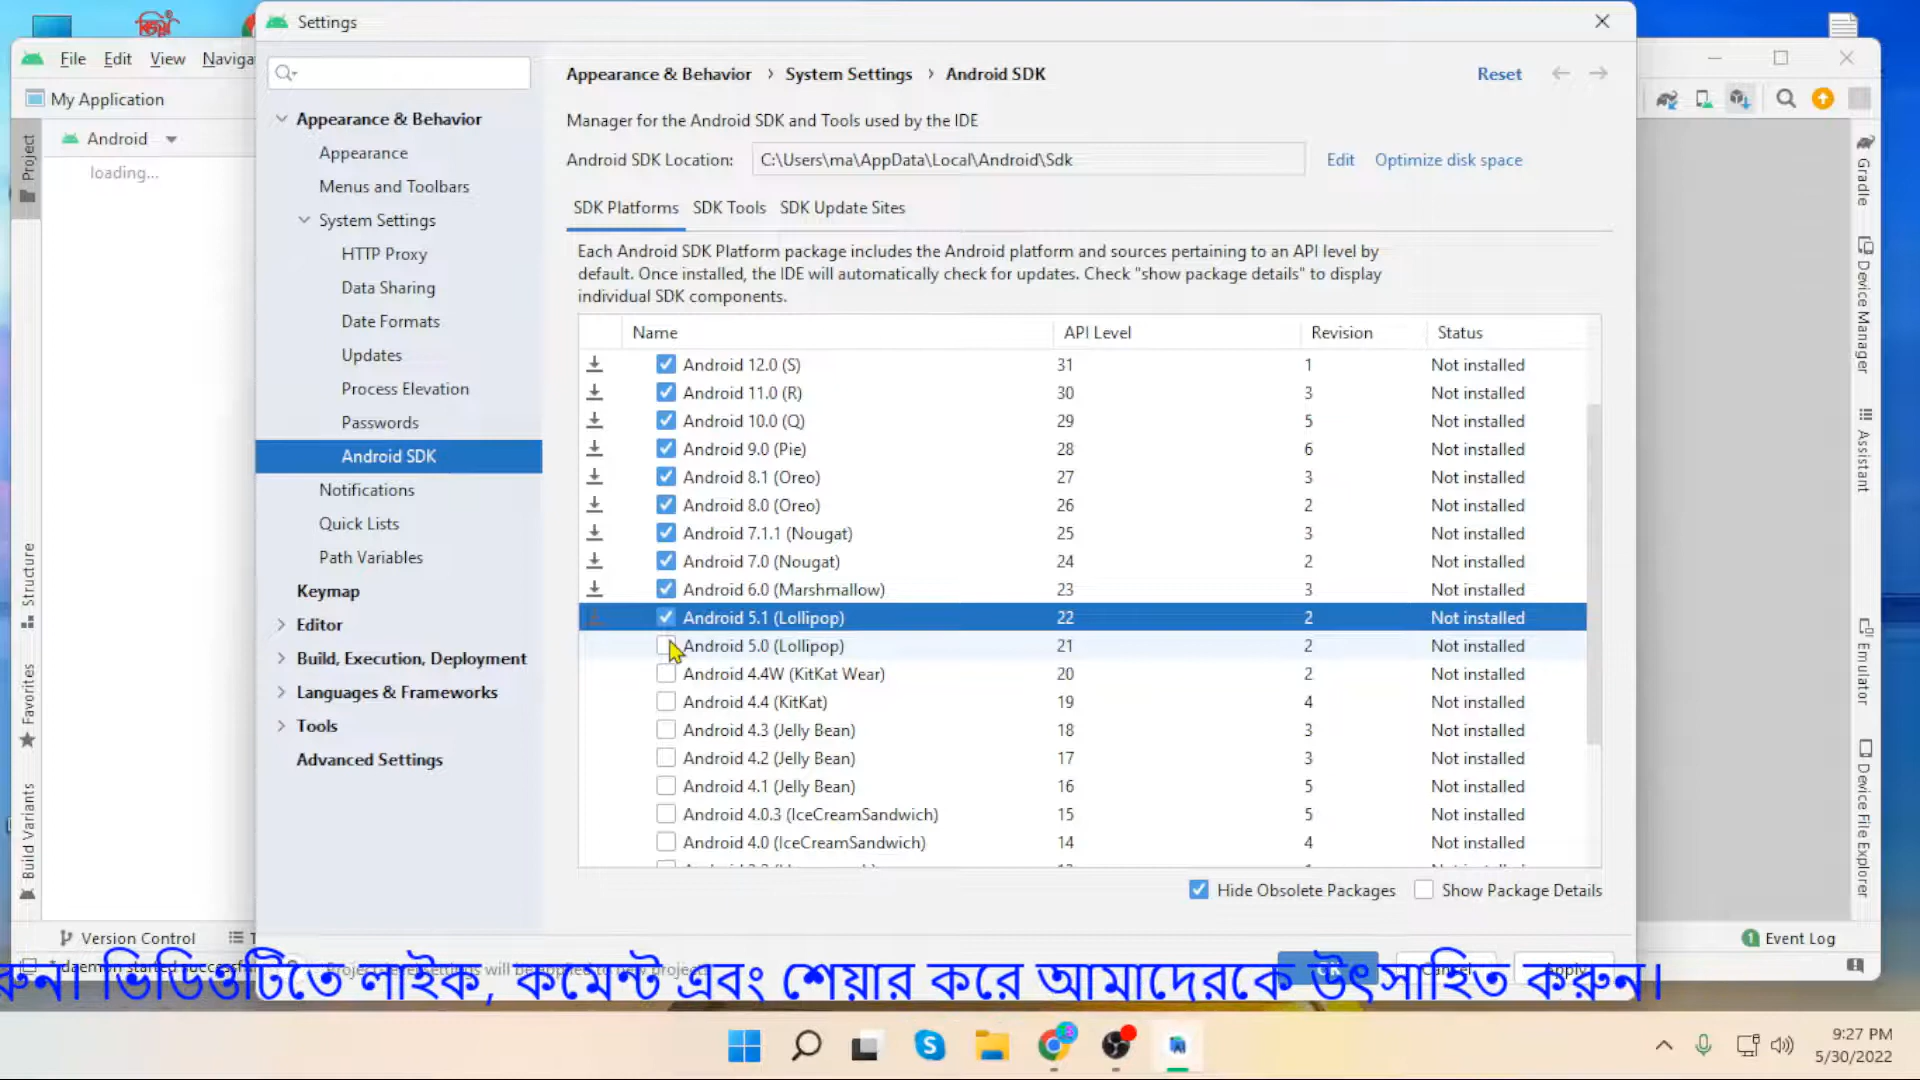 Settings
File Edit View
My Application
Android
loading...
Project
Structure
Favorites
Build Variants
Appearance & Behavior
Appearance
Menus and Toolbars
System Settings
HTTP Proxy
Data Sharing
Date Formats
Updates
Process Elevation
Passwords
Android SDK
Notifications
Quick Lists
Path Variables
Keymap
Editor
Build, Execution, Deployment
Languages & Frameworks
Tools
Advanced Settings
Appearance & Behavior › System Settings › Android SDK Reset
Manager for the Android SDK and Tools used by the IDE
Android SDK Location: C:\Users\ma\AppData\Local\Android\Sdk Edit Optimize disk space
SDK Platforms SDK Tools SDK Update Sites
Each Android SDK Platform package includes the Android platform and sources pertaining to an API level by
default. Once installed, the IDE will automatically check for updates. Check "show package details" to display
individual SDK components.
Name API Level Revision Status
Android 12.0 (S) 31 1 Not installed
Android 11.0 (R) 30 3 Not installed
Android 10.0 (Q) 29 5 Not installed
Android 9.0 (Pie) 28 6 Not installed
Android 8.1 (Oreo) 27 3 Not installed
Android 8.0 (Oreo) 26 2 Not installed
Android 7.1.1 (Nougat) 25 3 Not installed
Android 7.0 (Nougat) 24 2 Not installed
Android 6.0 (Marshmallow) 23 3 Not installed
Android 5.1 (Lollipop) 22 2 Not installed
Android 5.0 (Lollipop) 21 2 Not installed
Android 4.4W (KitKat Wear) 20 2 Not installed
Android 4.4 (KitKat) 19 4 Not installed
Android 4.3 (Jelly Bean) 18 3 Not installed
Android 4.2 (Jelly Bean) 17 3 Not installed
Android 4.1 (Jelly Bean) 16 5 Not installed
Android 4.0.3 (IceCreamSandwich) 15 5 Not installed
Android 4.0 (IceCreamSandwich) 14 4 Not installed
Hide Obsolete Packages Show Package Details
Gradle
Device Manager
Assistant
Emulator
Device File Explorer
Version Control
Event Log
daemon started
Project level settings will be applied to new projects
OK Cancel Apply
ভিডিওটিতে লাইক, কমেন্ট এবং শেয়ার করে আমাদেরকে উৎসাহিত করুন।
9:27 PM
5/30/2022